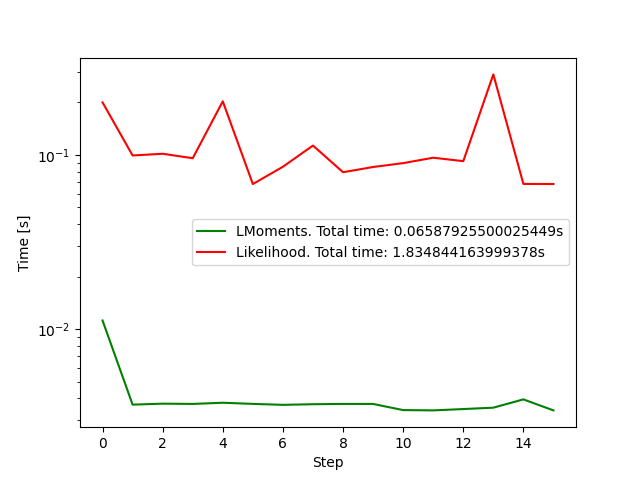 Time [s]
10⁻¹
10⁻²
LMoments. Total time: 0.06587925500025449s
Likelihood. Total time: 1.834844163999378s
0 2 4 6 8 10 12 14
Step